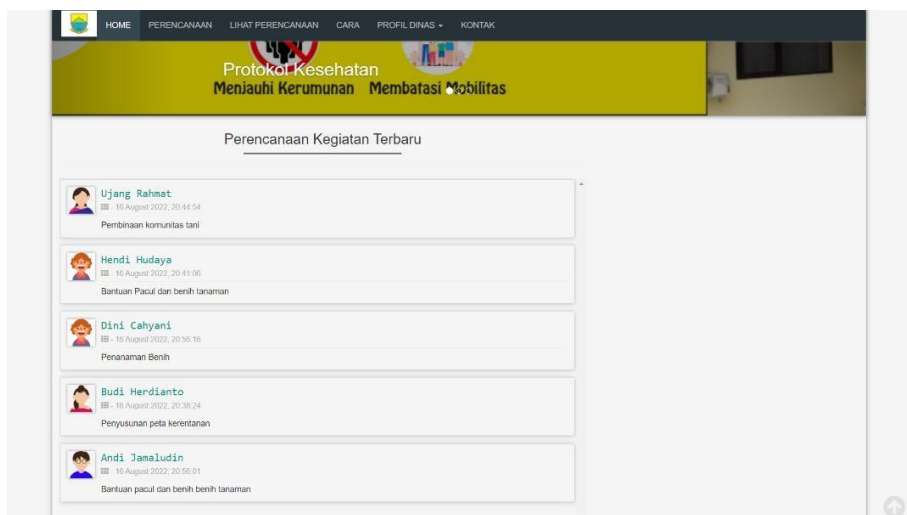 HOME PERENCANAAN LIHAT PERENCANAAN CARA PROFIL DINAS KONTAK
Protokol Kesehatan
Menjauhi Kerumunan Membatasi Mobilitas
Perencanaan Kegiatan Terbaru
Ujang Rahmat
- 16 August 2022, 20:44:54
Pembinaan komunitas tani
Hendi Hudaya
- 16 August 2022, 20:41:06
Bantuan Pacul dan benih tanaman
Dini Cahyani
- 16 August 2022, 20:56:16
Penanaman Benih
Budi Herdianto
- 16 August 2022, 20:38:24
Penyusunan peta kerentanan
Andi Jamaludin
- 16 August 2022, 20:56:01
Bantuan pacul dan benih benih tanaman